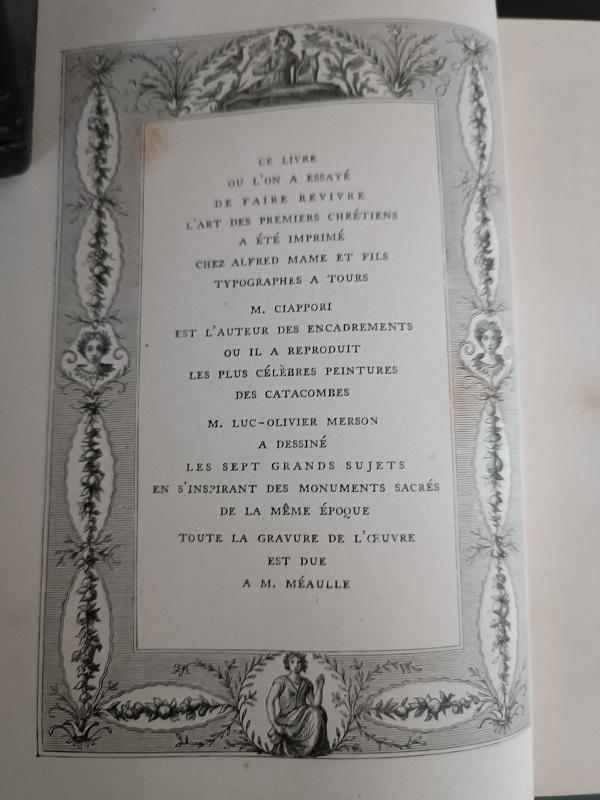 CE LIVRE
OU L'ON A ESSAYÉ
DE FAIRE REVIVRE
L'ART DES PREMIERS CHRÉTIENS
A ÉTÉ IMPRIMÉ
CHEZ ALFRED MAME ET FILS
TYPOGRAPHES A TOURS
M. CIAPPORI
EST L'AUTEUR DES ENCADREMENTS
OU IL A REPRODUIT
LES PLUS CÉLÈBRES PEINTURES
DES CATACOMBES
M. LUC-OLIVIER MERSON
A DESSINÉ
LES SEPT GRANDS SUJETS
EN S'INSPIRANT DES MONUMENTS SACRÉS
DE LA MÊME ÉPOQUE
TOUTE LA GRAVURE DE L'ŒUVRE
EST DUE
A M. MÉAULLE